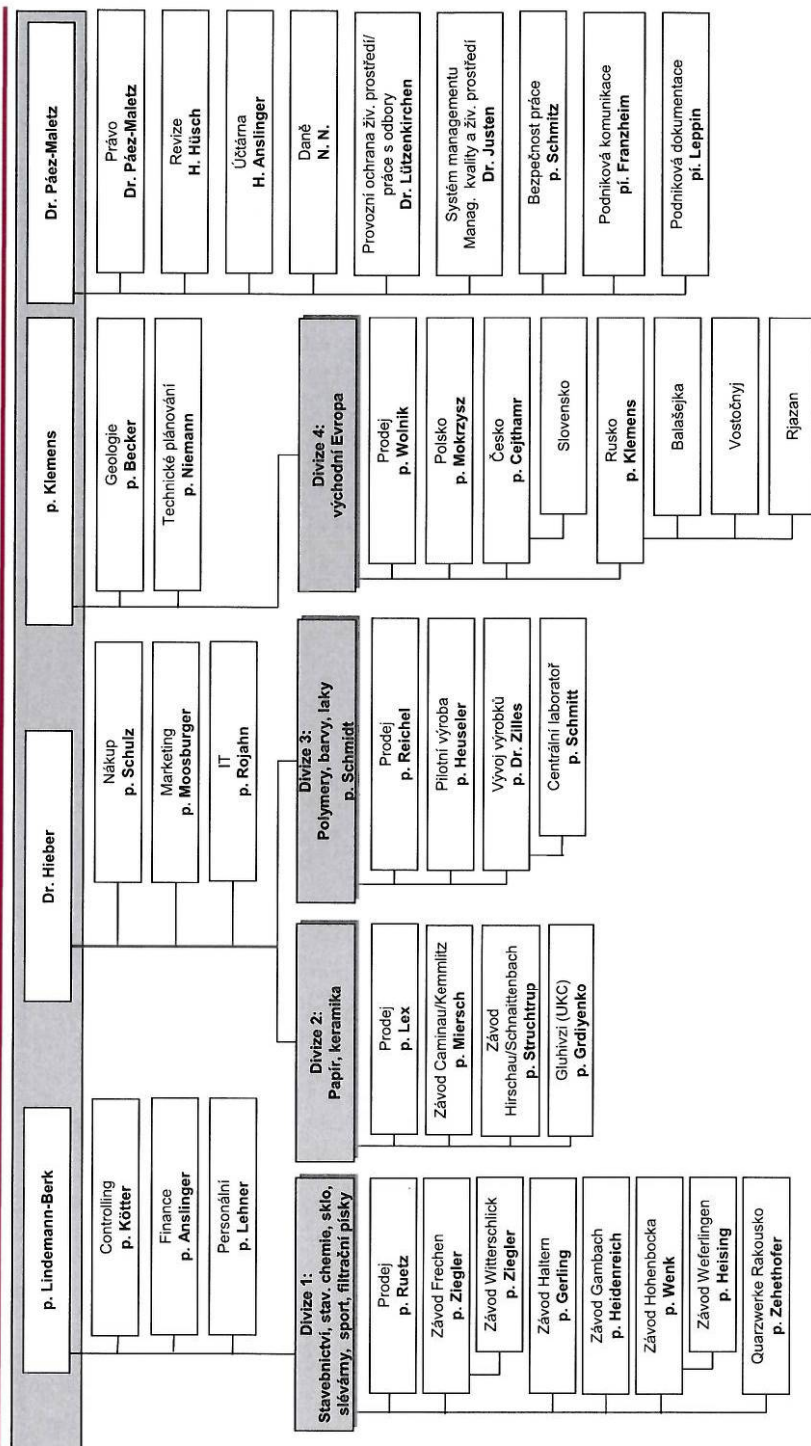 p. Lindemann-Berk
Controlling
p. Kötter
Finance
p. Anslinger
Personální
p. Lehner
Divize 1:
Stavebnictví, stav. chemie, sklo,
slévárny, sport, filtrační písky
Prodej
p. Ruetz
Závod Frechen
p. Ziegler
Závod Witterschlick
p. Ziegler
Závod Haltern
p. Gerling
Závod Gambach
p. Heidenreich
Závod Hohenbocka
p. Wenk
Závod Weferlingen
p. Heising
Quarzwerke Rakousko
p. Zehethofer
Dr. Hieber
Nákup
p. Schulz
Marketing
p. Moosburger
IT
p. Rojahn
Divize 2:
Papír, keramika
Prodej
p. Lex
Závod Caminau/Kemmlitz
p. Miersch
Závod
Hirschau/Schnaittenbach
p. Struchtrup
Gluhivzi (UKC)
p. Grdiyenko
Divize 3:
Polymery, barvy, laky
p. Schmidt
Prodej
p. Reichel
Pilotní výroba
p. Heuseler
Vývoj výrobků
p. Dr. Zilles
Centrální laboratoř
p. Schmitt
p. Klemens
Geologie
p. Becker
Technické plánování
p. Niemann
Divize 4:
východní Evropa
Prodej
p. Wolnik
Polsko
p. Mokrzysz
Česko
p. Cejthamr
Slovensko
Rusko
p. Klemens
Balašejka
Vostočnyj
Rjazan
Dr. Páez-Maletz
Právo
Dr. Páez-Maletz
Revize
H. Hüsch
Účtárna
H. Anslinger
Daně
N. N.
Provozní ochrana živ. prostředí/
práce s odbory
Dr. Lützenkirchen
Systém managementu
Manag. kvality a živ. prostředí
Dr. Justen
Bezpečnost práce
p. Schmitz
Podniková komunikace
pí. Franzheim
Podniková dokumentace
pí. Leppin